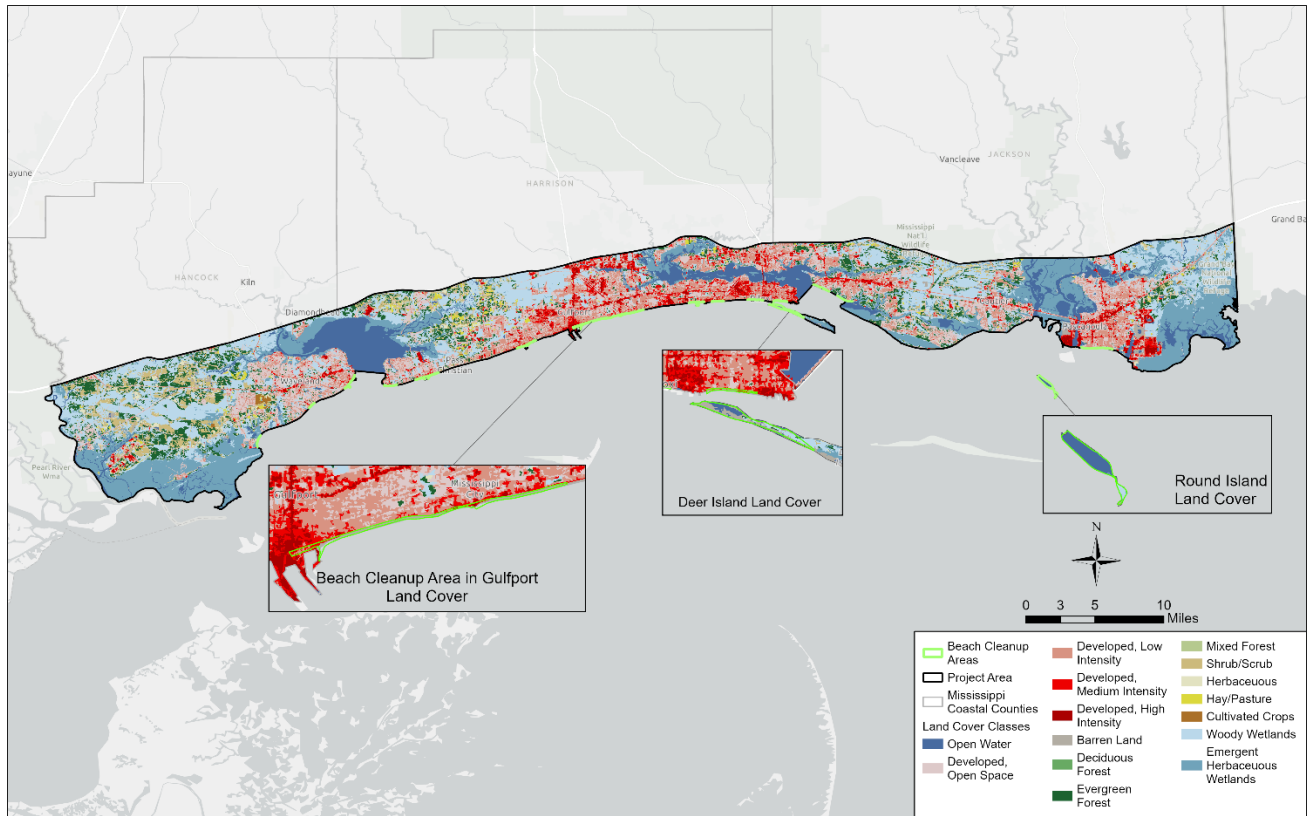 ayune
Vancleave
JACKSON
HARRISON
Grand Ba
Mississippi
Nat'l
Wildlife
HANCOCK
Kiln
Diamondhead
Waveland
Pearl River
Wma
Mississippi
City
Gulfport
Beach Cleanup Area in Gulfport
Land Cover
Deer Island Land Cover
Round Island
Land Cover
N
0 3 5 10
Miles
Beach Cleanup
Areas
Project Area
Mississippi
Coastal Counties
Land Cover Classes
Open Water
Developed,
Open Space
Developed, Low
Intensity
Developed,
Medium Intensity
Developed, High
Intensity
Barren Land
Deciduous
Forest
Evergreen
Forest
Mixed Forest
Shrub/Scrub
Herbaceuous
Hay/Pasture
Cultivated Crops
Woody Wetlands
Emergent
Herbaceuous
Wetlands